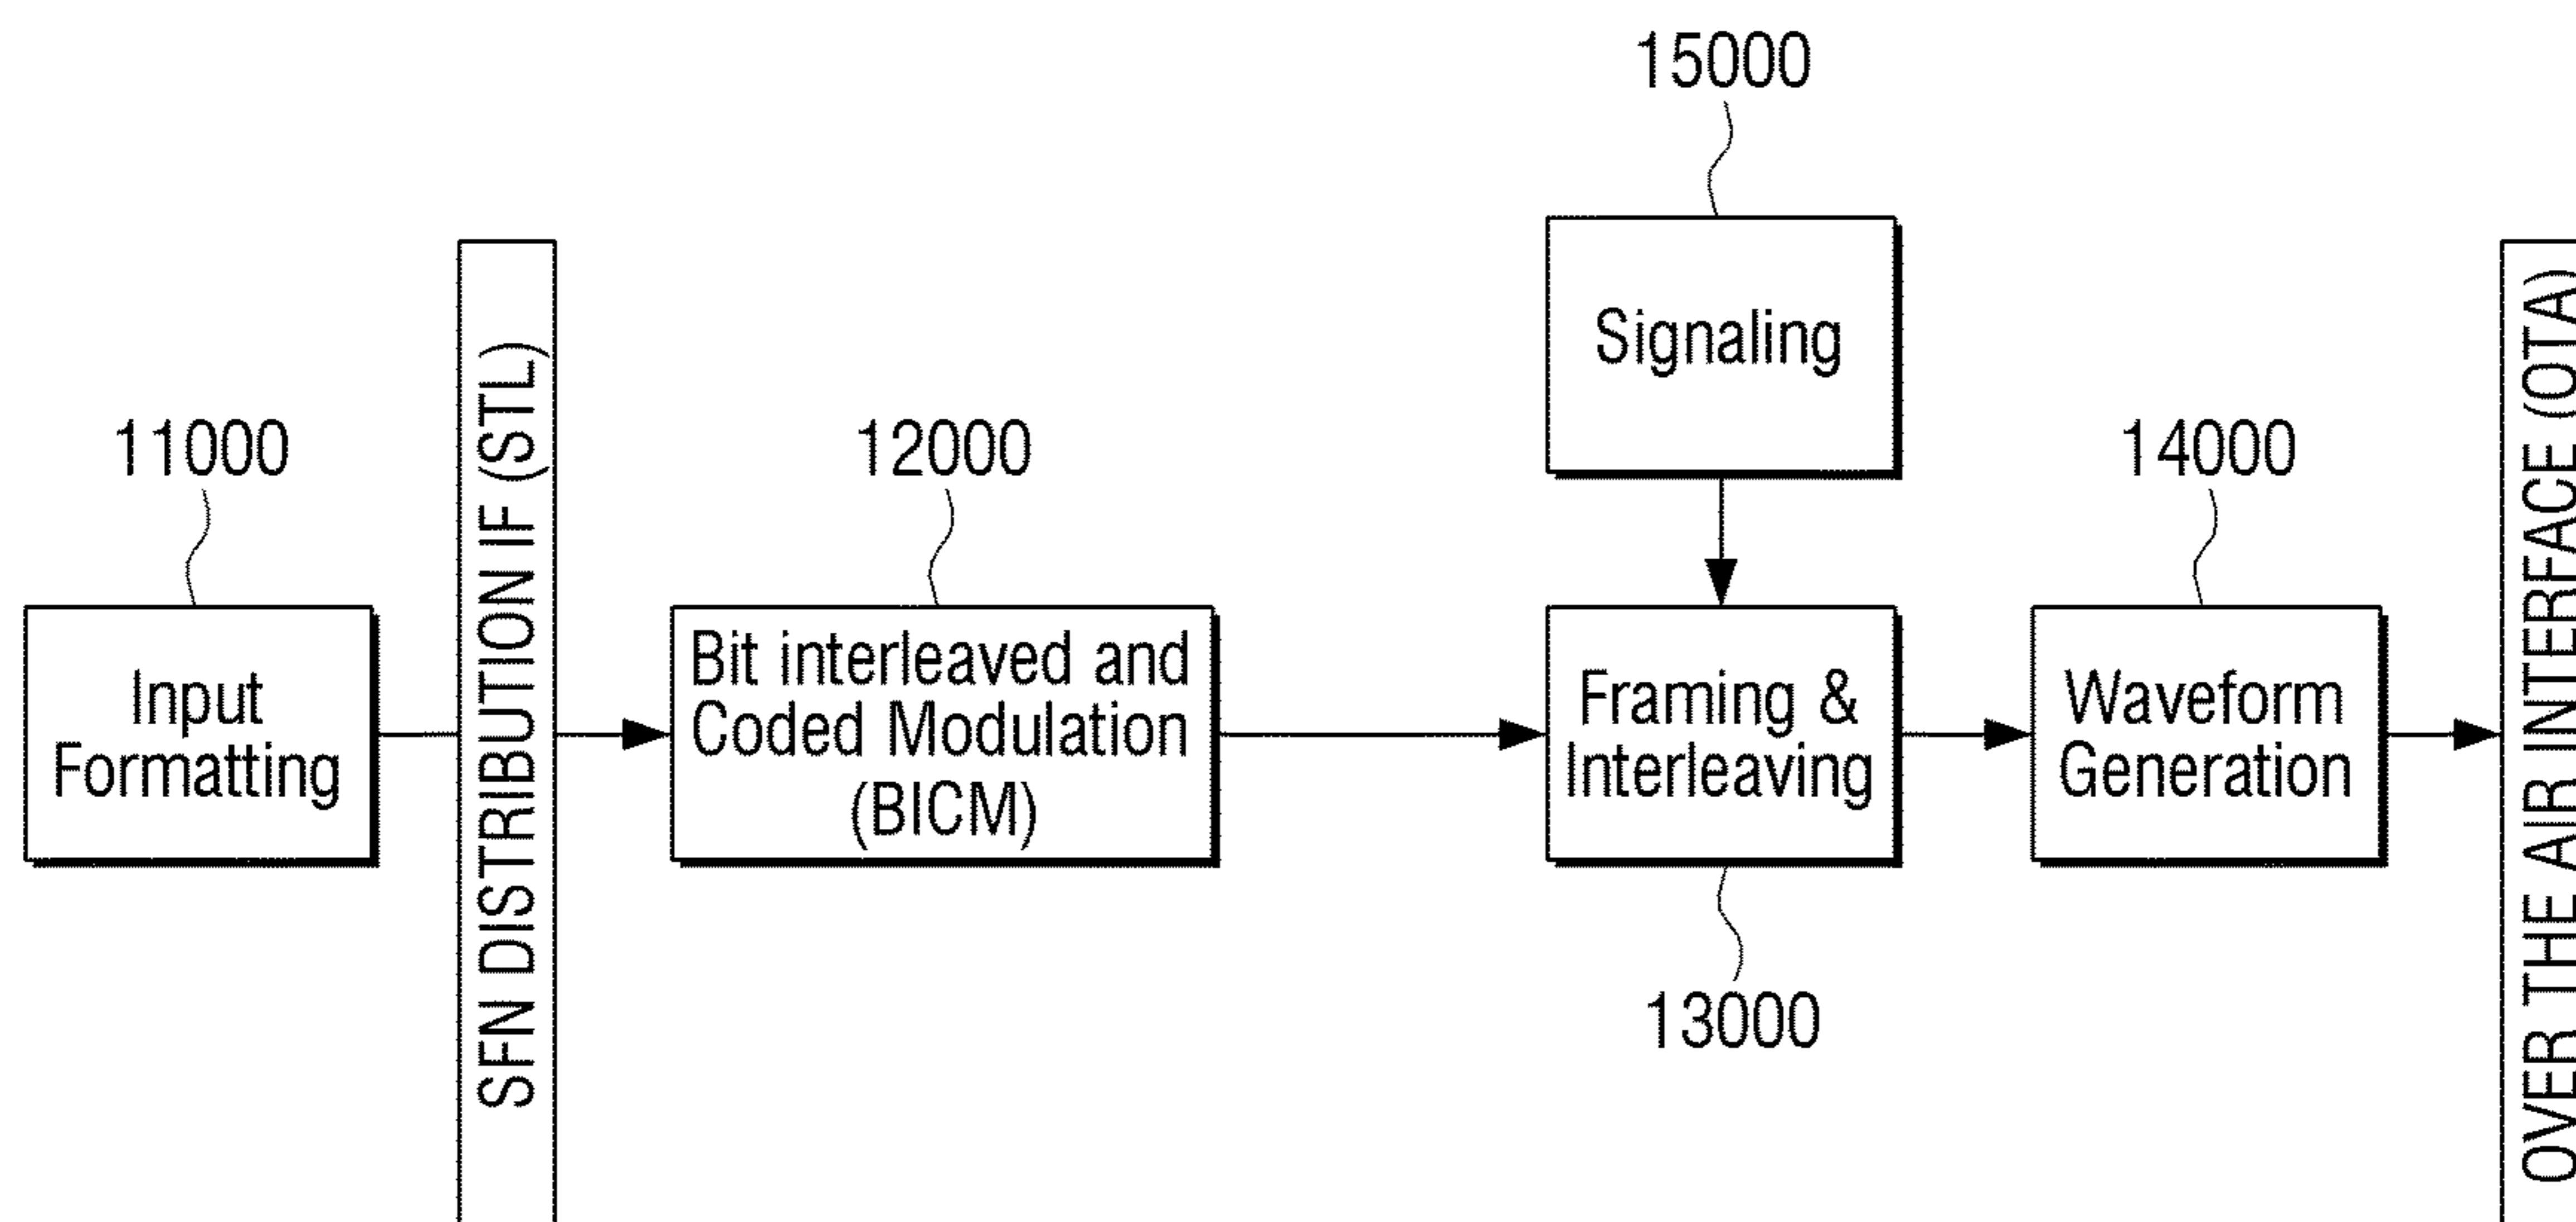 15000
Signaling
11000
Input
Formatting
SFN DISTRIBUTION IF (STL)
12000
Bit interleaved and
Coded Modulation
(BICM)
Framing &
Interleaving
13000
14000
Waveform
Generation
OVER THE AIR INTERFACE (OTA)